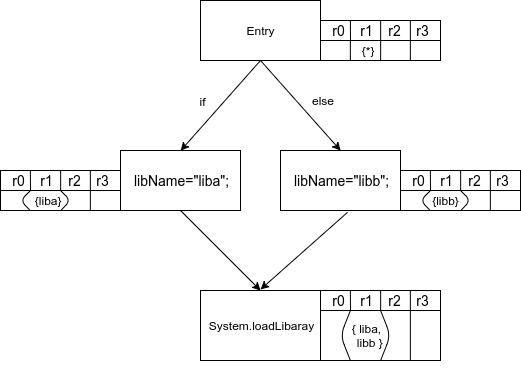 Entry
r0 r1 r2 r3
{*}
if
else
libName="liba";
r0 r1 r2 r3
{liba}
libName="libb";
r0 r1 r2 r3
{libb}
System.loadLibaray
r0 r1 r2 r3
{ liba,
libb }